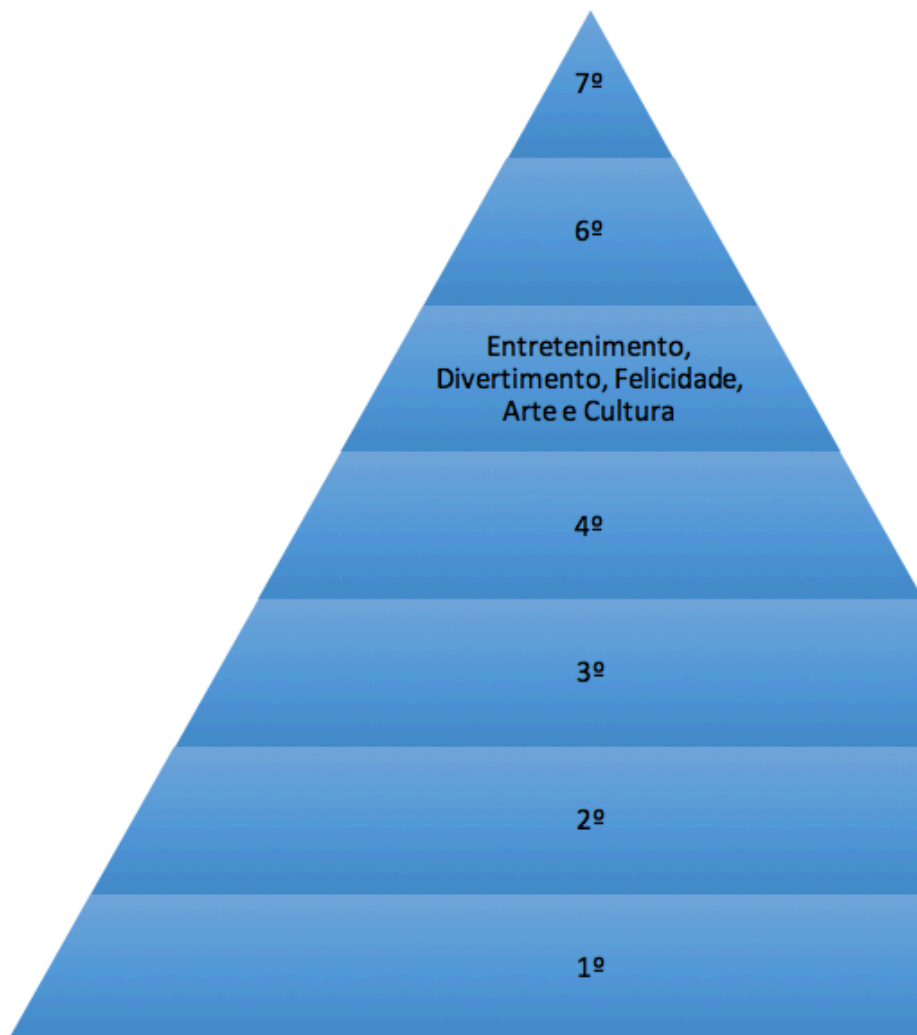 7º
6º
Entretenimento,
Divertimento, Felicidade,
Arte e Cultura
4º
3º
2º
1º